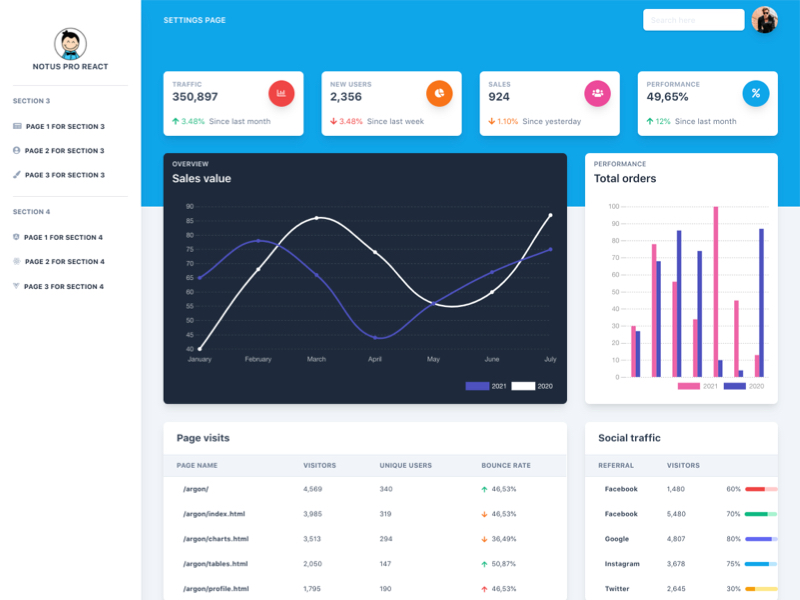 SETTINGS PAGE
Search here
NOTUS PRO REACT
SECTION 3
PAGE 1 FOR SECTION 3
PAGE 2 FOR SECTION 3
PAGE 3 FOR SECTION 3
SECTION 4
PAGE 1 FOR SECTION 4
PAGE 2 FOR SECTION 4
PAGE 3 FOR SECTION 4
TRAFFIC
350,897
3.48% Since last month
NEW USERS
2,356
3.48% Since last week
SALES
924
1.10% Since yesterday
PERFORMANCE
49,65%
12% Since last month
OVERVIEW
Sales value
90
85
80
75
70
65
60
55
50
45
40
January February March April May June July
2021 2020
PERFORMANCE
Total orders
100
90
80
70
60
50
40
30
20
10
0
2021 2020
Page visits
PAGE NAME VISITORS UNIQUE USERS BOUNCE RATE
/argon/ 4,569 340 46,53%
/argon/index.html 3,985 319 46,53%
/argon/charts.html 3,513 294 36,49%
/argon/tables.html 2,050 147 50,87%
/argon/profile.html 1,795 190 46,53%
Social traffic
REFERRAL VISITORS
Facebook 1,480 60%
Facebook 5,480 70%
Google 4,807 80%
Instagram 3,678 75%
Twitter 2,645 30%